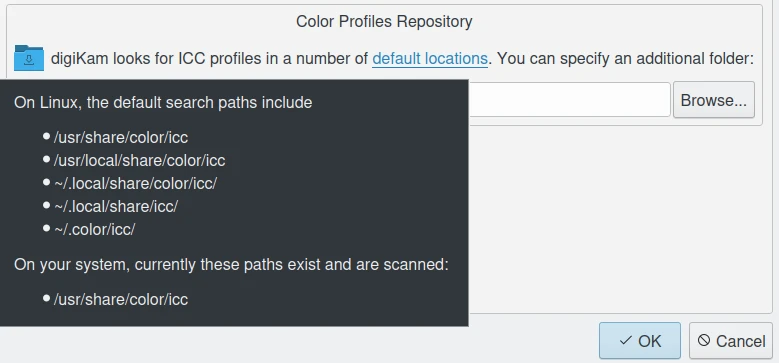 Color Profiles Repository
digiKam looks for ICC profiles in a number of default locations. You can specify an additional folder:
Browse...
On Linux, the default search paths include
/usr/share/color/icc
/usr/local/share/color/icc
~/.local/share/color/icc/
~/.local/share/icc/
~/.color/icc/
On your system, currently these paths exist and are scanned:
/usr/share/color/icc
OK
Cancel